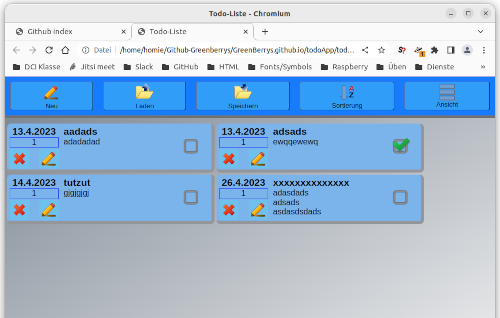 Todo-Liste - Chromium
Github Index
Todo-Liste
Datei /home/homie/Github-Greenberrys/GreenBerrys.github.io/todoApp/tod...
DCI Klasse Jitsi meet Slack GitHub HTML Fonts/Symbols Raspberry Üben Dienste »
Neu Laden Speichern Sortierung Ansicht
13.4.2023 aadads
1 adadadad
13.4.2023 adsads
1 ewqqewewq
14.4.2023 tutzut
1 gjgjgjgj
26.4.2023 xxxxxxxxxxxxxx
1 adasdads
adsads
asdasdsdads